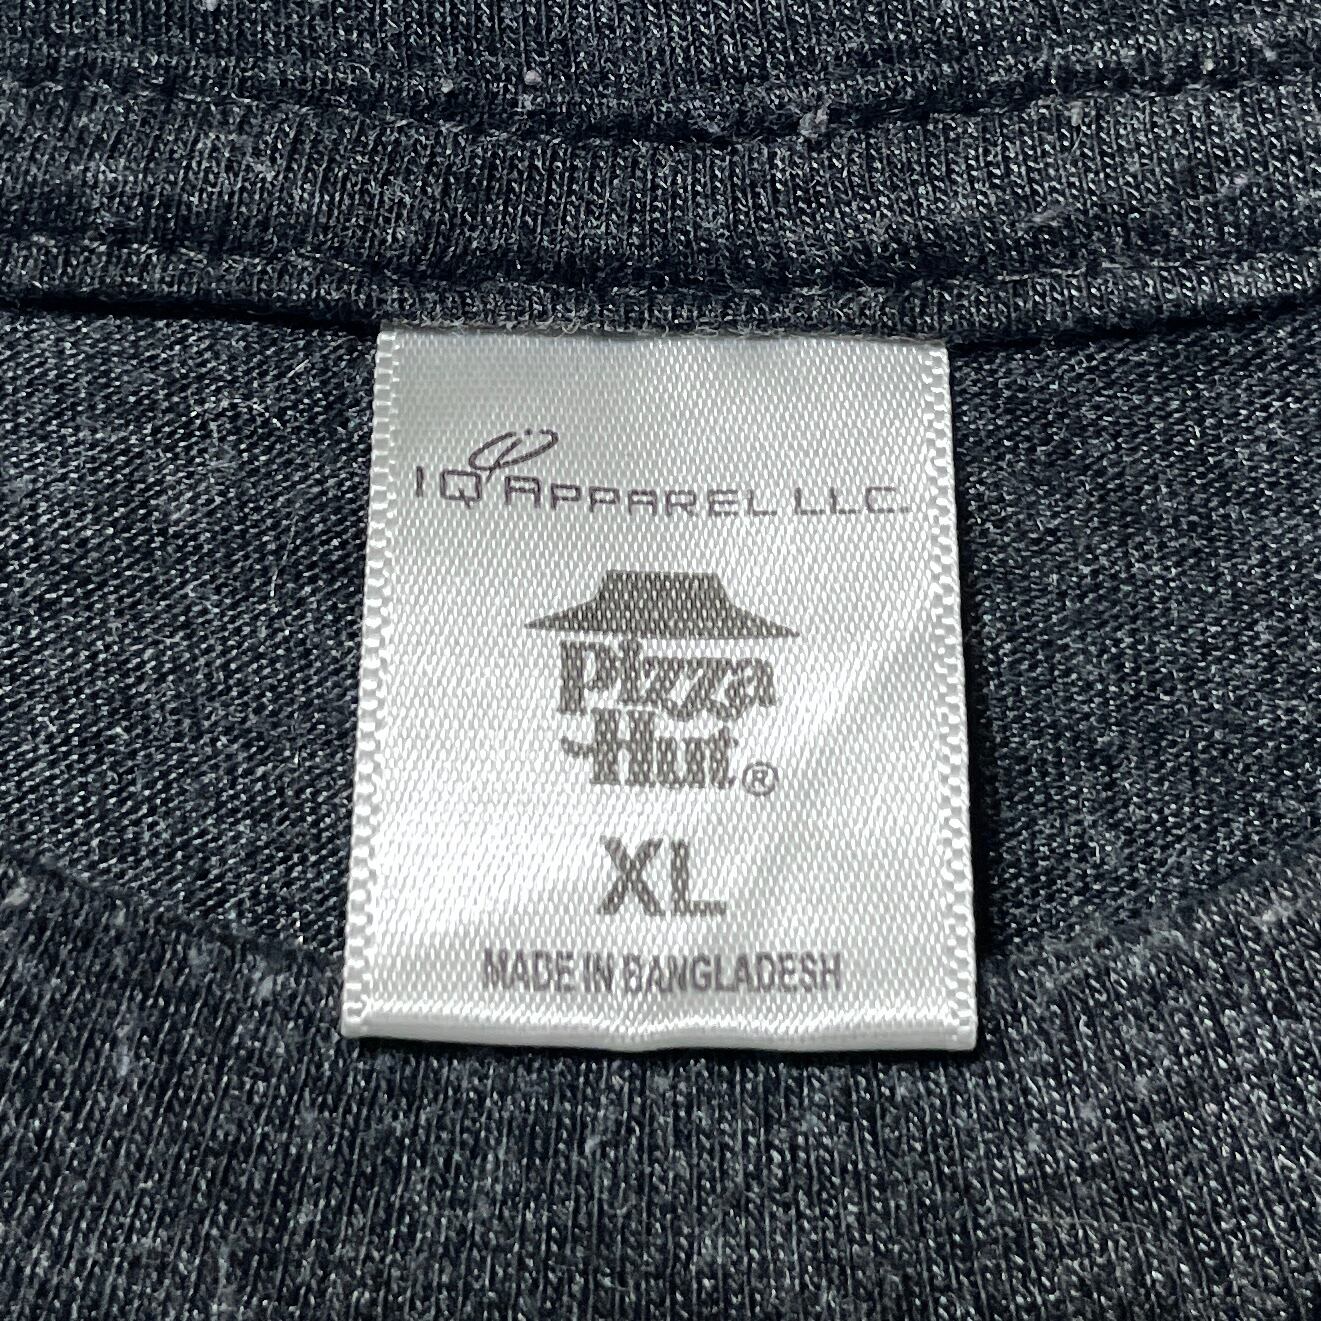 IQ APPAREL LLC.
Pizza
Hut®
XL
MADE IN BANGLADESH